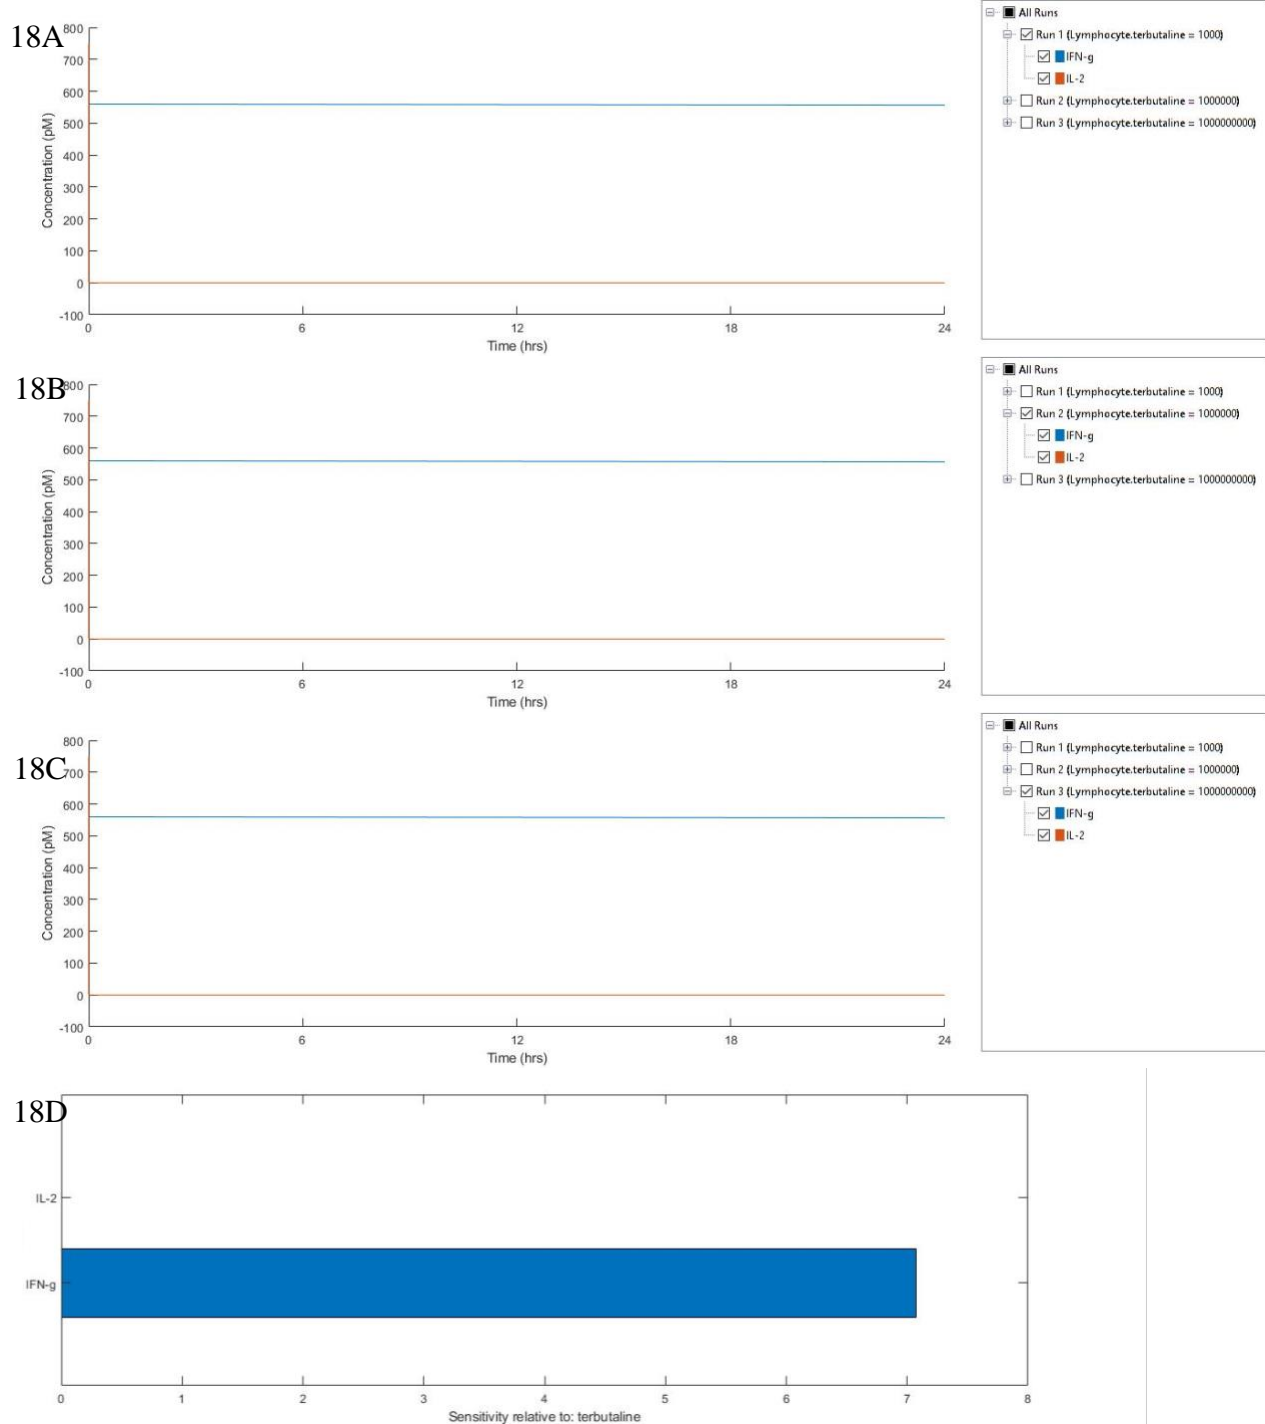 18A
800
700
600
500
400
300
200
100
0
-100
Concentration (pM)
0 6 12 18 24
Time (hrs)
All Runs
Run 1 (Lymphocyte.terbutaline = 1000)
IFN-g
IL-2
Run 2 (Lymphocyte.terbutaline = 1000000)
Run 3 (Lymphocyte.terbutaline = 1000000000)
18B
800
700
600
500
400
300
200
100
0
-100
Concentration (pM)
0 6 12 18 24
Time (hrs)
All Runs
Run 1 (Lymphocyte.terbutaline = 1000)
Run 2 (Lymphocyte.terbutaline = 1000000)
IFN-g
IL-2
Run 3 (Lymphocyte.terbutaline = 1000000000)
18C
800
700
600
500
400
300
200
100
0
-100
Concentration (pM)
0 6 12 18 24
Time (hrs)
All Runs
Run 1 (Lymphocyte.terbutaline = 1000)
Run 2 (Lymphocyte.terbutaline = 1000000)
Run 3 (Lymphocyte.terbutaline = 1000000000)
IFN-g
IL-2
18D
IL-2
IFN-g
0 1 2 3 4 5 6 7 8
Sensitivity relative to: terbutaline